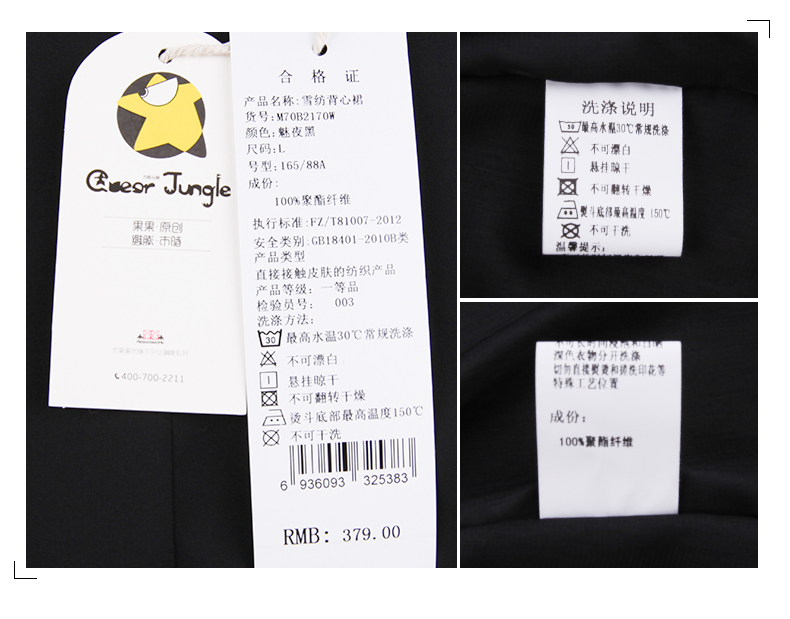 Queer Jungle
果果·原创
400-700-2211
合 格 证
产品名称:雪纺背心裙
货号:M70B2170W
颜色:魅夜黑
尺码:L
号型:165/88A
成份:
100%聚酯纤维
执行标准:FZ/T81007-2012
安全类别:GB18401-2010B类
产品类型
直接接触皮肤的纺织产品
产品等级: 一等品
检验员号: 003
洗涤方法:
30 最高水温30℃常规洗涤
不可漂白
悬挂晾干
不可翻转干燥
烫斗底部最高温度150℃
不可干洗
6 936093 325383
RMB: 379.00
洗涤说明
30 最高水温30℃常规洗涤
不可漂白
悬挂晾干
不可翻转干燥
熨斗底部最高温度 150℃
不可干洗
温馨提示:
深色衣物分开洗涤
切勿直接熨烫和搓洗印花等
特殊工艺位置
成份:
100%聚酯纤维